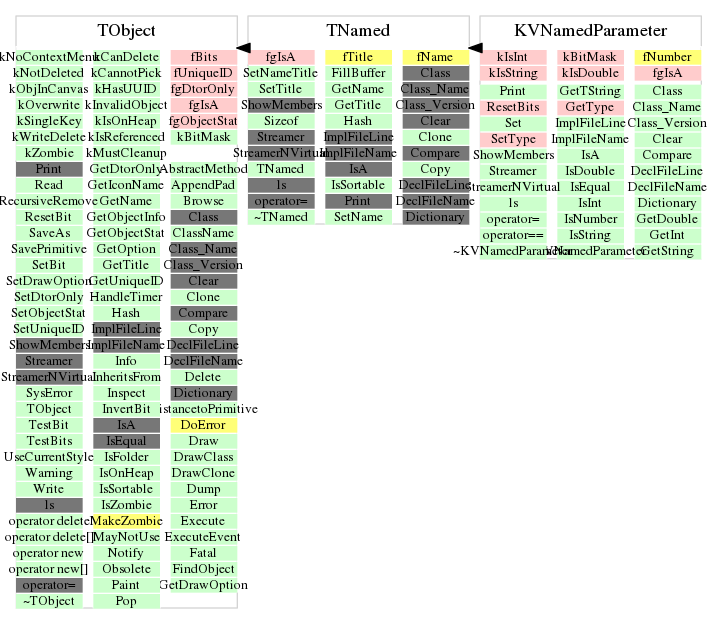 TObject
TNamed
KVNamedParameter
kNoContextMenu kCanDelete fBits
kNotDeleted kCannotPick fUniqueID
kObjInCanvas kHasUUID fgDtorOnly
kOverwrite kInvalidObject fgIsA
kSingleKey kIsOnHeap fgObjectStat
kWriteDelete kIsReferenced kBitMask
kZombie kMustCleanup
Print GetDtorOnly AbstractMethod
Read GetIconName AppendPad
RecursiveRemove GetName Browse
ResetBit GetObjectInfo Class
SaveAs GetObjectStat ClassName
SavePrimitive GetOption Class_Name
SetBit GetTitle Class_Version
SetDrawOption GetUniqueID Clear
SetDtorOnly HandleTimer Clone
SetObjectStat Hash Compare
SetUniqueID ImplFileLine Copy
ShowMembers ImplFileName DeclFileLine
Streamer Info DeclFileName
StreamerNVirtual InheritsFrom Delete
SysError Inspect Dictionary
TObject InvertBit DistancetoPrimitive
TestBit IsA DoError
TestBits IsEqual Draw
UseCurrentStyle IsFolder DrawClass
Warning IsOnHeap DrawClone
Write IsSortable Dump
ls IsZombie Error
operator delete MakeZombie Execute
operator delete[] MayNotUse ExecuteEvent
operator new Notify Fatal
operator new[] Obsolete FindObject
operator= Paint GetDrawOption
~TObject Pop
fgIsA fTitle fName
SetNameTitle FillBuffer Class
SetTitle GetName Class_Name
ShowMembers GetTitle Class_Version
Sizeof Hash Clear
Streamer ImplFileLine Clone
StreamerNVirtual ImplFileName Compare
TNamed IsA Copy
ls IsSortable DeclFileLine
operator= Print DeclFileName
~TNamed SetName Dictionary
kIsInt kBitMask fNumber
kIsString kIsDouble fgIsA
Print GetTString Class
ResetBits GetType Class_Name
Set ImplFileLine Class_Version
SetType ImplFileName Clear
ShowMembers IsA Compare
Streamer IsDouble DeclFileLine
StreamerNVirtual IsEqual DeclFileName
ls IsInt Dictionary
operator= IsNumber GetDouble
operator== IsString GetInt
~KVNamedParameter KVNamedParameter GetString